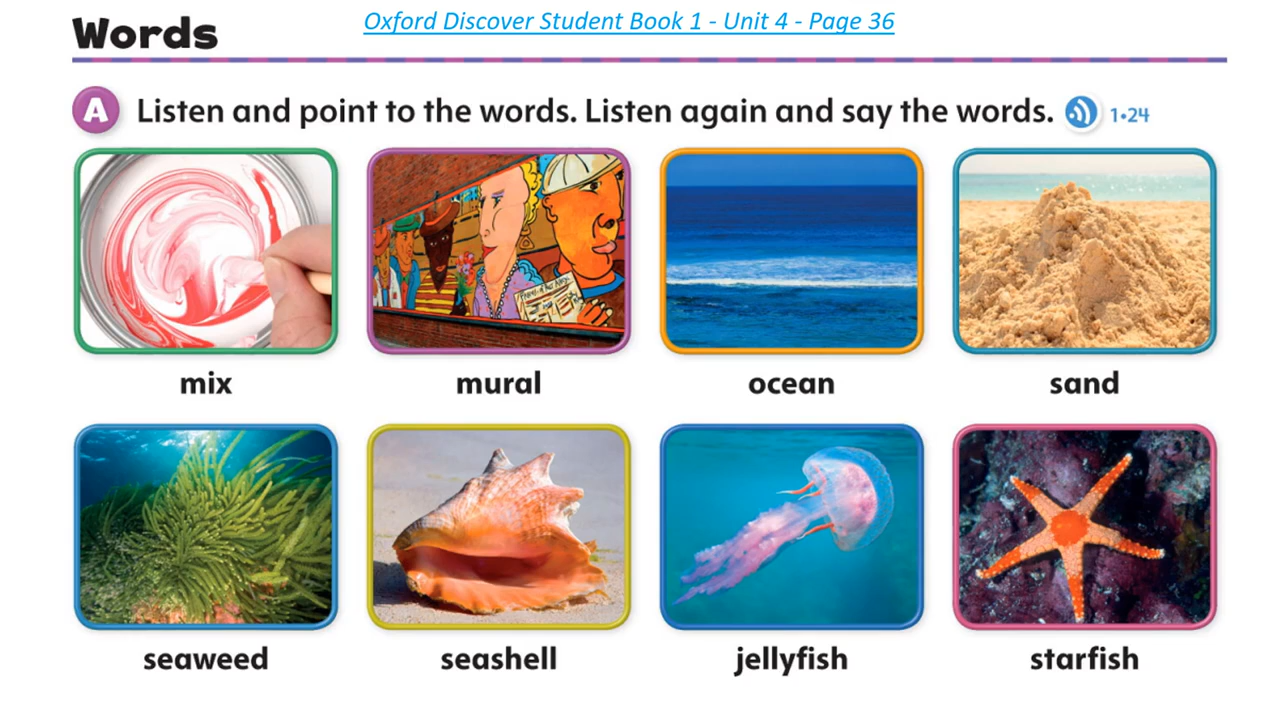 Words
Oxford Discover Student Book 1 - Unit 4 - Page 36
A Listen and point to the words. Listen again and say the words. 1•24
mix mural ocean sand
seaweed seashell jellyfish starfish